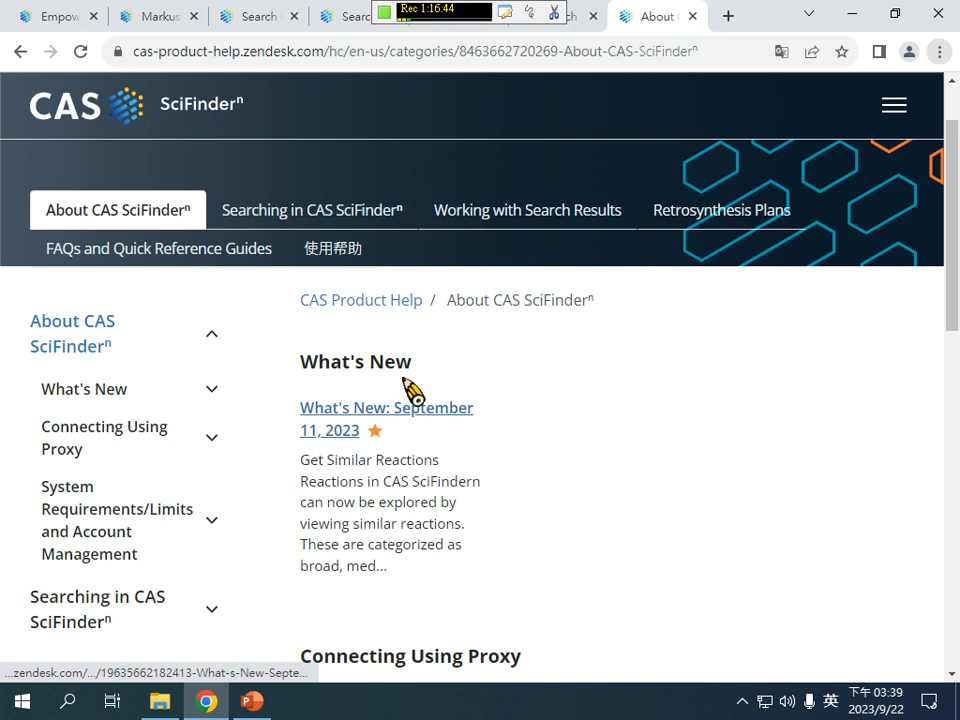 Empow
Markus
Search
Searc
Rec 1:16:44
ch
About
cas-product-help.zendesk.com/hc/en-us/categories/8463662720269-About-CAS-SciFinderⁿ
CAS SciFinderⁿ
About CAS SciFinderⁿ
Searching in CAS SciFinderⁿ
Working with Search Results
Retrosynthesis Plans
FAQs and Quick Reference Guides
使用帮助
CAS Product Help / About CAS SciFinderⁿ
About CAS
SciFinderⁿ
What's New
Connecting Using
Proxy
System
Requirements/Limits
and Account
Management
Searching in CAS
SciFinderⁿ
What's New
What's New: September
11, 2023
Get Similar Reactions
Reactions in CAS SciFindern
can now be explored by
viewing similar reactions.
These are categorized as
broad, med...
Connecting Using Proxy
...zendesk.com/.../19635662182413-What-s-New-Septe...
英
下午 03:39
2023/9/22